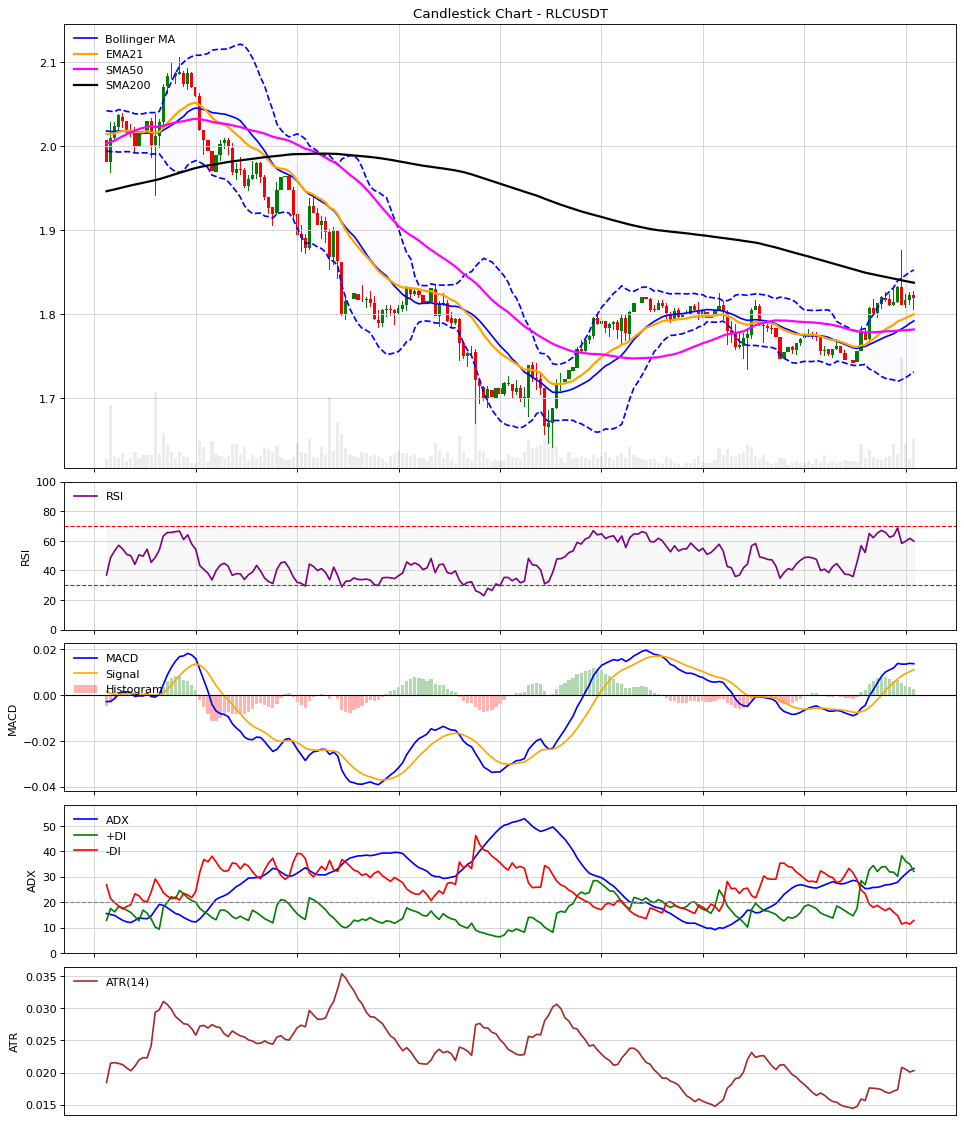 Candlestick Chart - RLCUSDT
Bollinger MA
EMA21
SMA50
SMA200
2.1
2.0
1.9
1.8
1.7
RSI
100
80
60
40
20
0
RSI
MACD
Signal
Histogram
0.02
0.00
−0.02
−0.04
MACD
ADX
+DI
-DI
50
40
30
20
10
0
ADX
ATR(14)
0.035
0.030
0.025
0.020
0.015
ATR